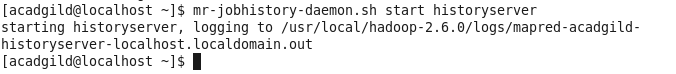 [acadgild@localhost ~]$ mr-jobhistory-daemon.sh start historyserver
starting historyserver, logging to /usr/local/hadoop-2.6.0/logs/mapred-acadgild-
historyserver-localhost.localdomain.out
[acadgild@localhost ~]$